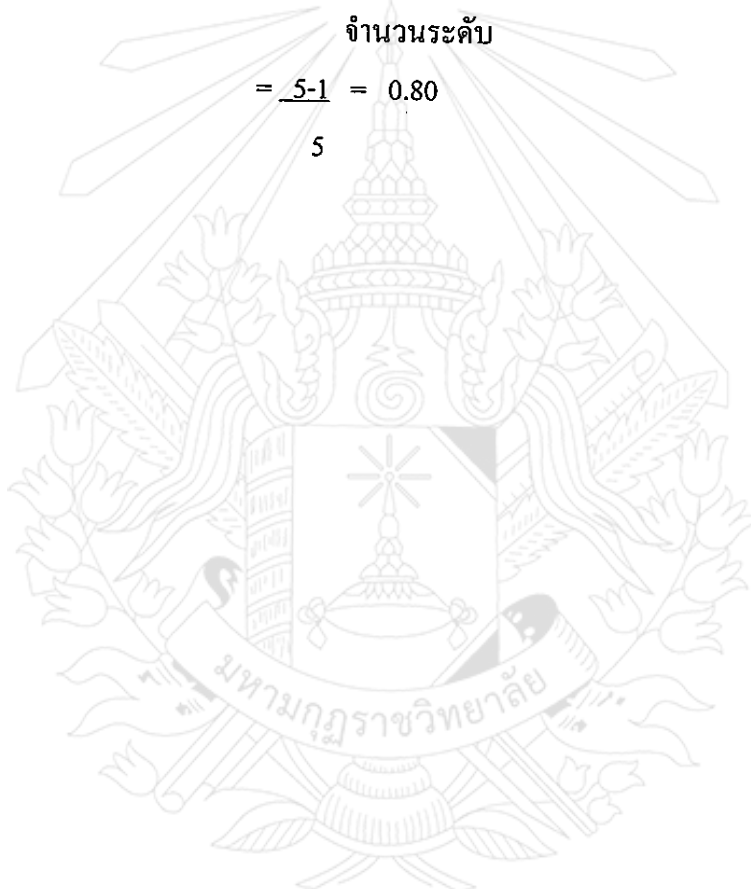 จำนวนระดับ
= 5-1 = 0.80
5
มหามกุฏราชวิทยาลัย